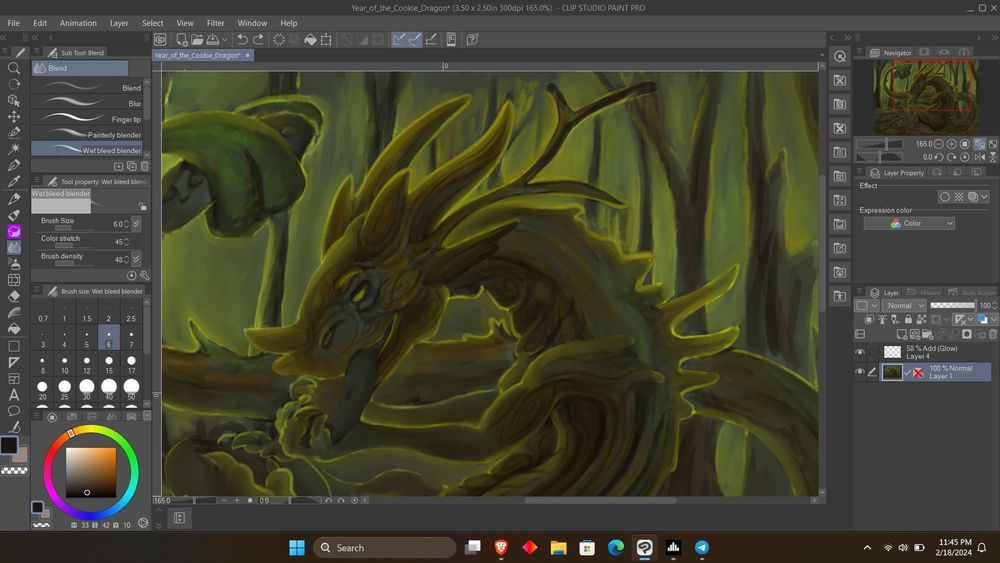 Year_of_the_Cookie_Dragon* (3.50 x 2.50in 300dpi 165.0%) - CLIP STUDIO PAINT PRO
File Edit Animation Layer Select View Filter Window Help
Sub Tool: Blend
Blend
Blend
Blur
Finger tip
Painterly blender
Wet bleed blender
Tool property: Wet bleed blend
Wet bleed blender
Brush Size 6.0
Color stretch 45
Brush density 48
Brush size: Wet bleed blender
0.7 1 1.5 2 2.5
3 4 5 6 7
8 10 12 15 17
20 25 30 40 50
H 33 S 42 V 10
Year_of_the_Cookie_Dragon*
0
165.0
0.0
Navigator
165.0
0.0
Layer Property
Effect
Expression color
Color
Layer History Auto Action
Normal 100
58 % Add (Glow)
Layer 4
100 % Normal
Layer 1
Search
11:45 PM
2/18/2024